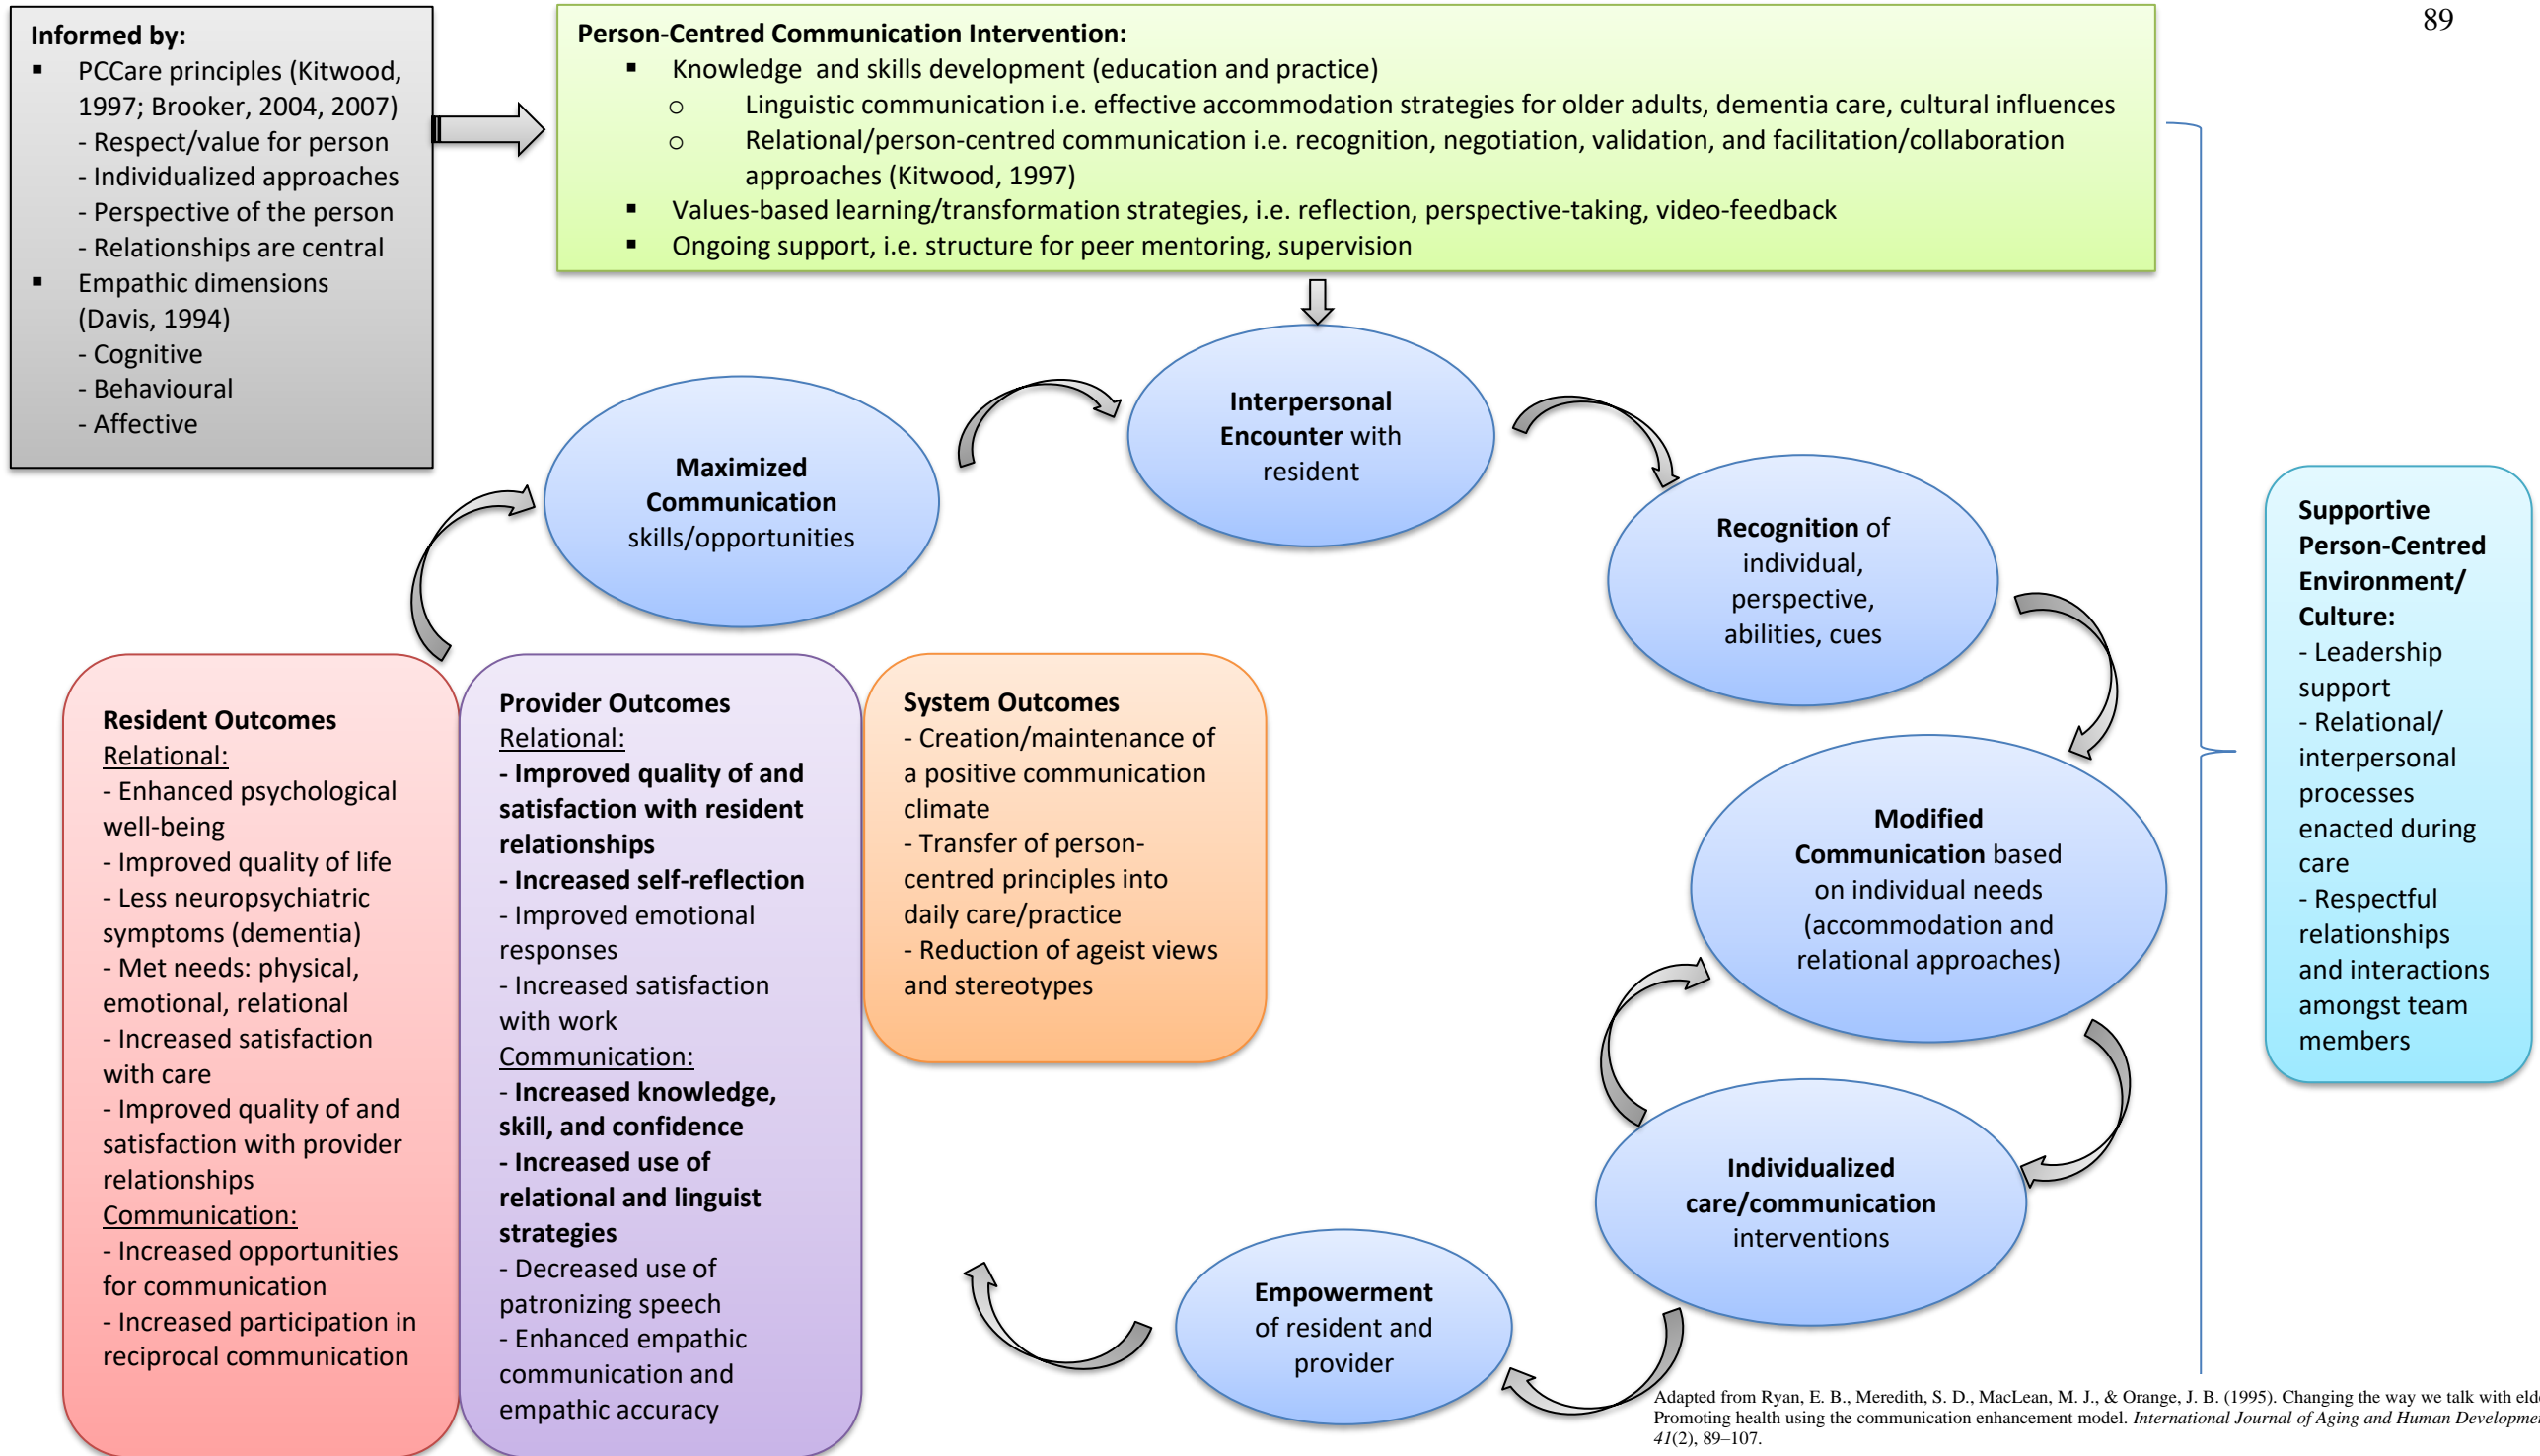 89
Informed by:
▪ PCCare principles (Kitwood,
1997; Brooker, 2004, 2007)
- Respect/value for person
- Individualized approaches
- Perspective of the person
- Relationships are central
▪ Empathic dimensions
(Davis, 1994)
- Cognitive
- Behavioural
- Affective
Person-Centred Communication Intervention:
▪ Knowledge and skills development (education and practice)
o Linguistic communication i.e. effective accommodation strategies for older adults, dementia care, cultural influences
o Relational/person-centred communication i.e. recognition, negotiation, validation, and facilitation/collaboration
approaches (Kitwood, 1997)
▪ Values-based learning/transformation strategies, i.e. reflection, perspective-taking, video-feedback
▪ Ongoing support, i.e. structure for peer mentoring, supervision
Interpersonal
Encounter with
resident
Recognition of
individual,
perspective,
abilities, cues
Modified
Communication based
on individual needs
(accommodation and
relational approaches)
Individualized
care/communication
interventions
Empowerment
of resident and
provider
Maximized
Communication
skills/opportunities
Resident Outcomes
Relational:
- Enhanced psychological
well-being
- Improved quality of life
- Less neuropsychiatric
symptoms (dementia)
- Met needs: physical,
emotional, relational
- Increased satisfaction
with care
- Improved quality of and
satisfaction with provider
relationships
Communication:
- Increased opportunities
for communication
- Increased participation in
reciprocal communication
Provider Outcomes
Relational:
- Improved quality of and
satisfaction with resident
relationships
- Increased self-reflection
- Improved emotional
responses
- Increased satisfaction
with work
Communication:
- Increased knowledge,
skill, and confidence
- Increased use of
relational and linguist
strategies
- Decreased use of
patronizing speech
- Enhanced empathic
communication and
empathic accuracy
System Outcomes
- Creation/maintenance of
a positive communication
climate
- Transfer of person-
centred principles into
daily care/practice
- Reduction of ageist views
and stereotypes
Supportive
Person-Centred
Environment/
Culture:
- Leadership
support
- Relational/
interpersonal
processes
enacted during
care
- Respectful
relationships
and interactions
amongst team
members
Adapted from Ryan, E. B., Meredith, S. D., MacLean, M. J., & Orange, J. B. (1995). Changing the way we talk with
Promoting health using the communication enhancement model. International Journal of Aging and Human
41(2), 89–107.